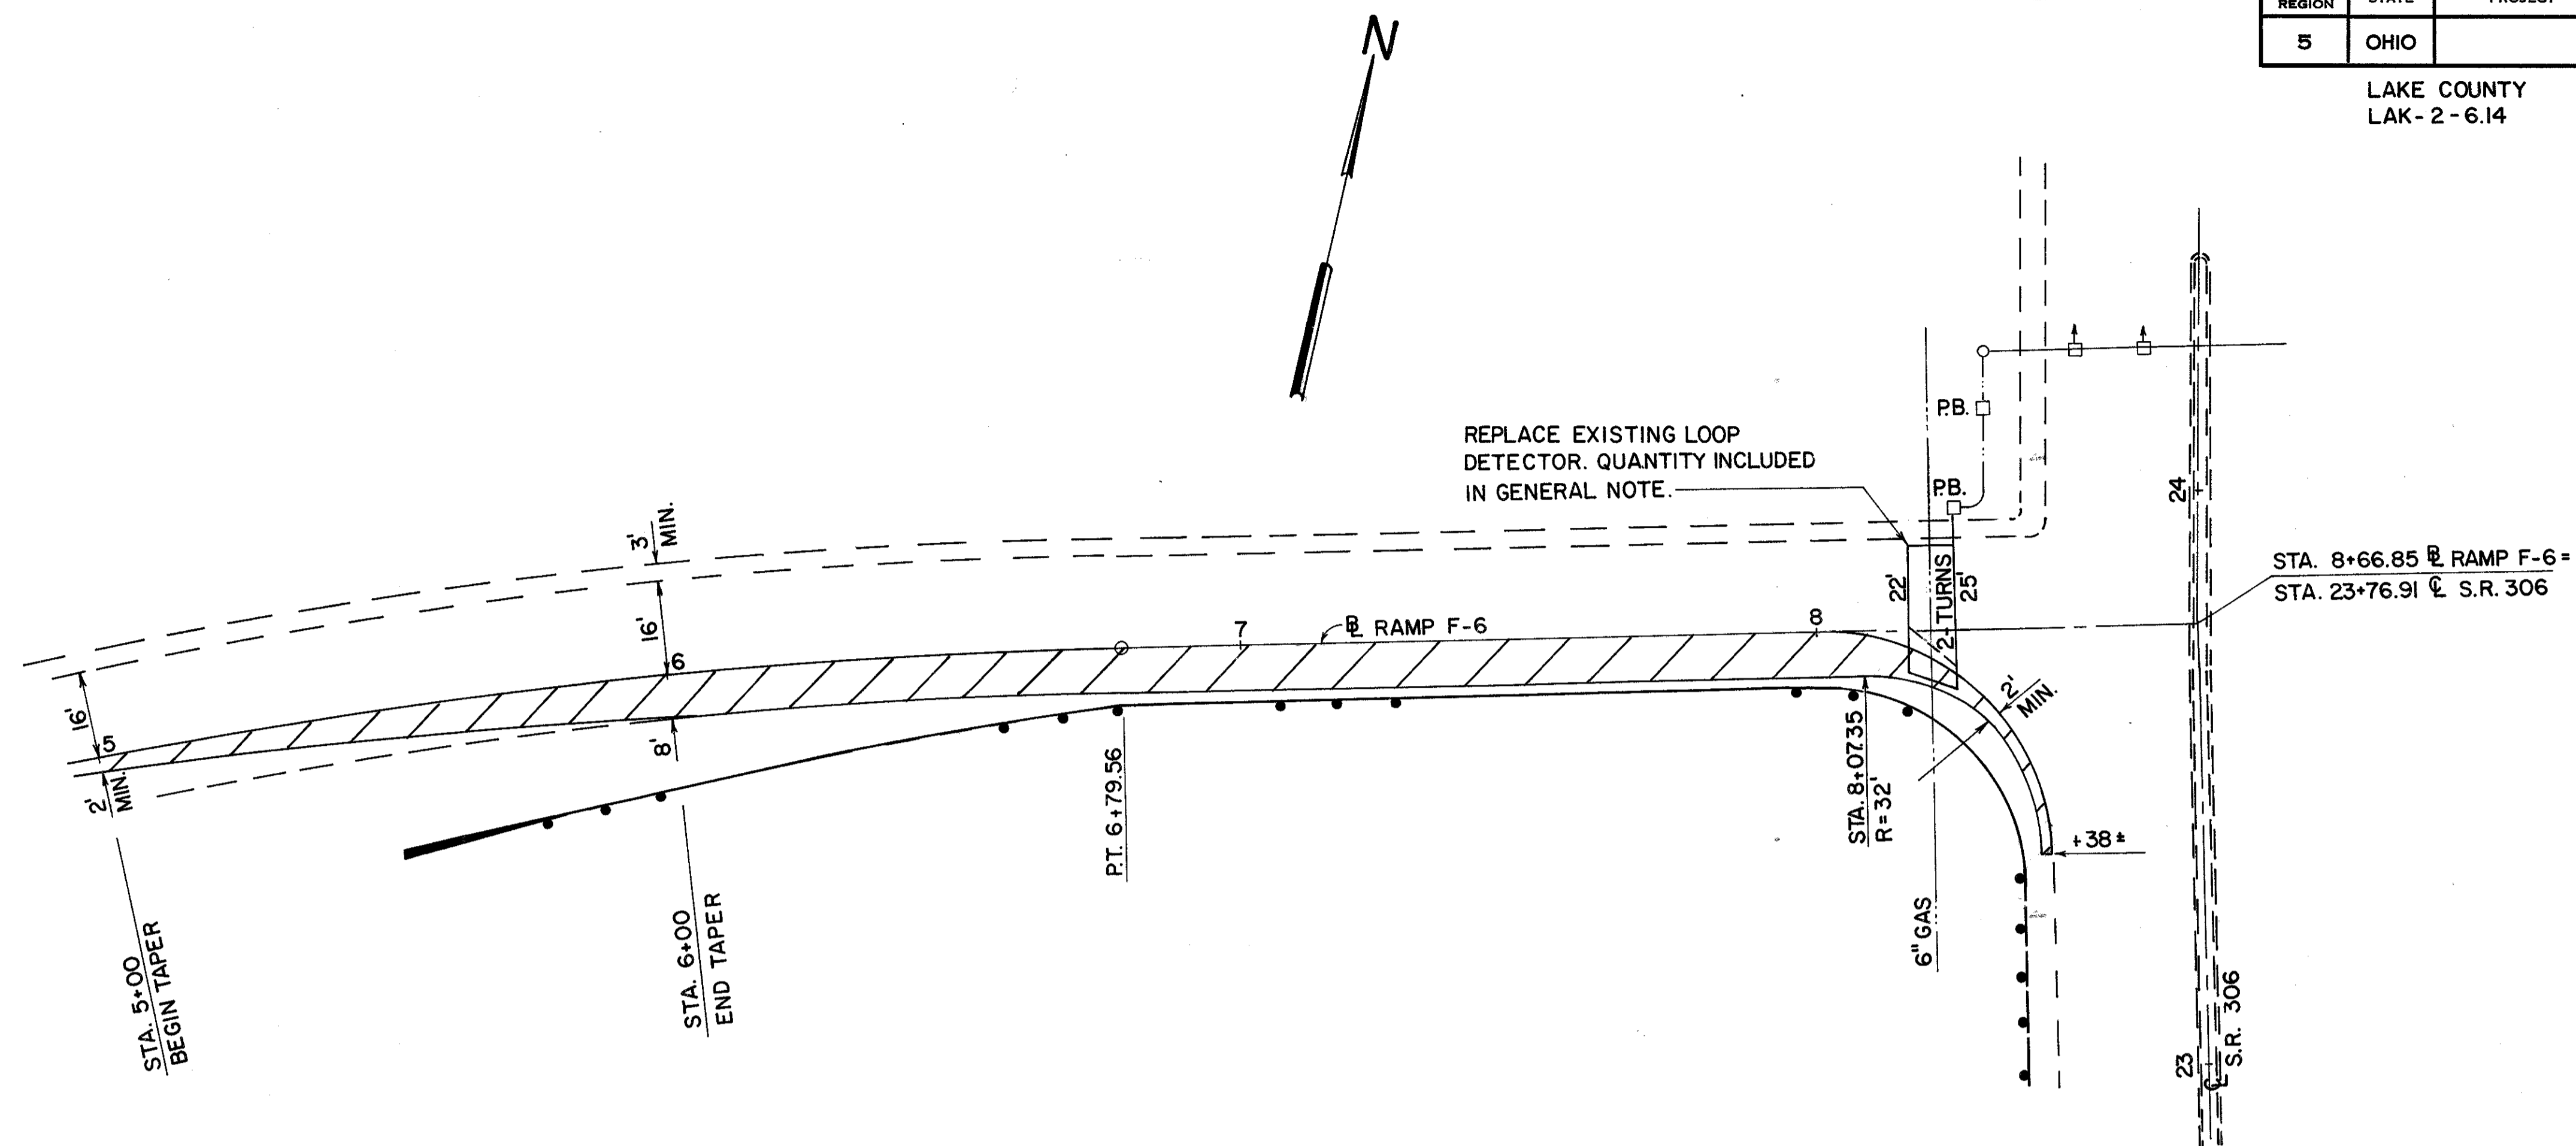 REGION STATE PROJECT
5 OHIO
LAKE COUNTY
LAK-2-6.14
N
REPLACE EXISTING LOOP
DETECTOR. QUANTITY INCLUDED
IN GENERAL NOTE.
P.B.
P.B.
22'
2-TURNS
25'
24
STA. 8+66.85 ℄ RAMP F-6 =
STA. 23+76.91 ℄ S.R. 306
3'
MIN.
16'
6
7
RAMP F-6
8
16'
5
2'
MIN.
8'
2'
MIN.
P.T. 6+79.56
STA. 8+07.35
R=32'
+38±
6" GAS
STA. 5+00
BEGIN TAPER
STA. 6+00
END TAPER
23
℄ S.R. 306